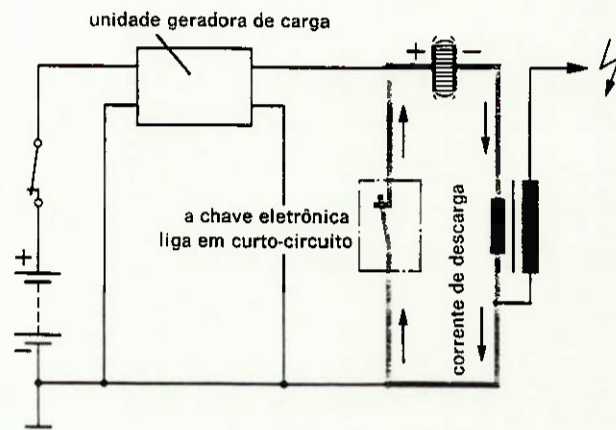 unidade geradora de carga
+ −
a chave eletrônica
liga em curto-circuito
corrente de descarga
+
−